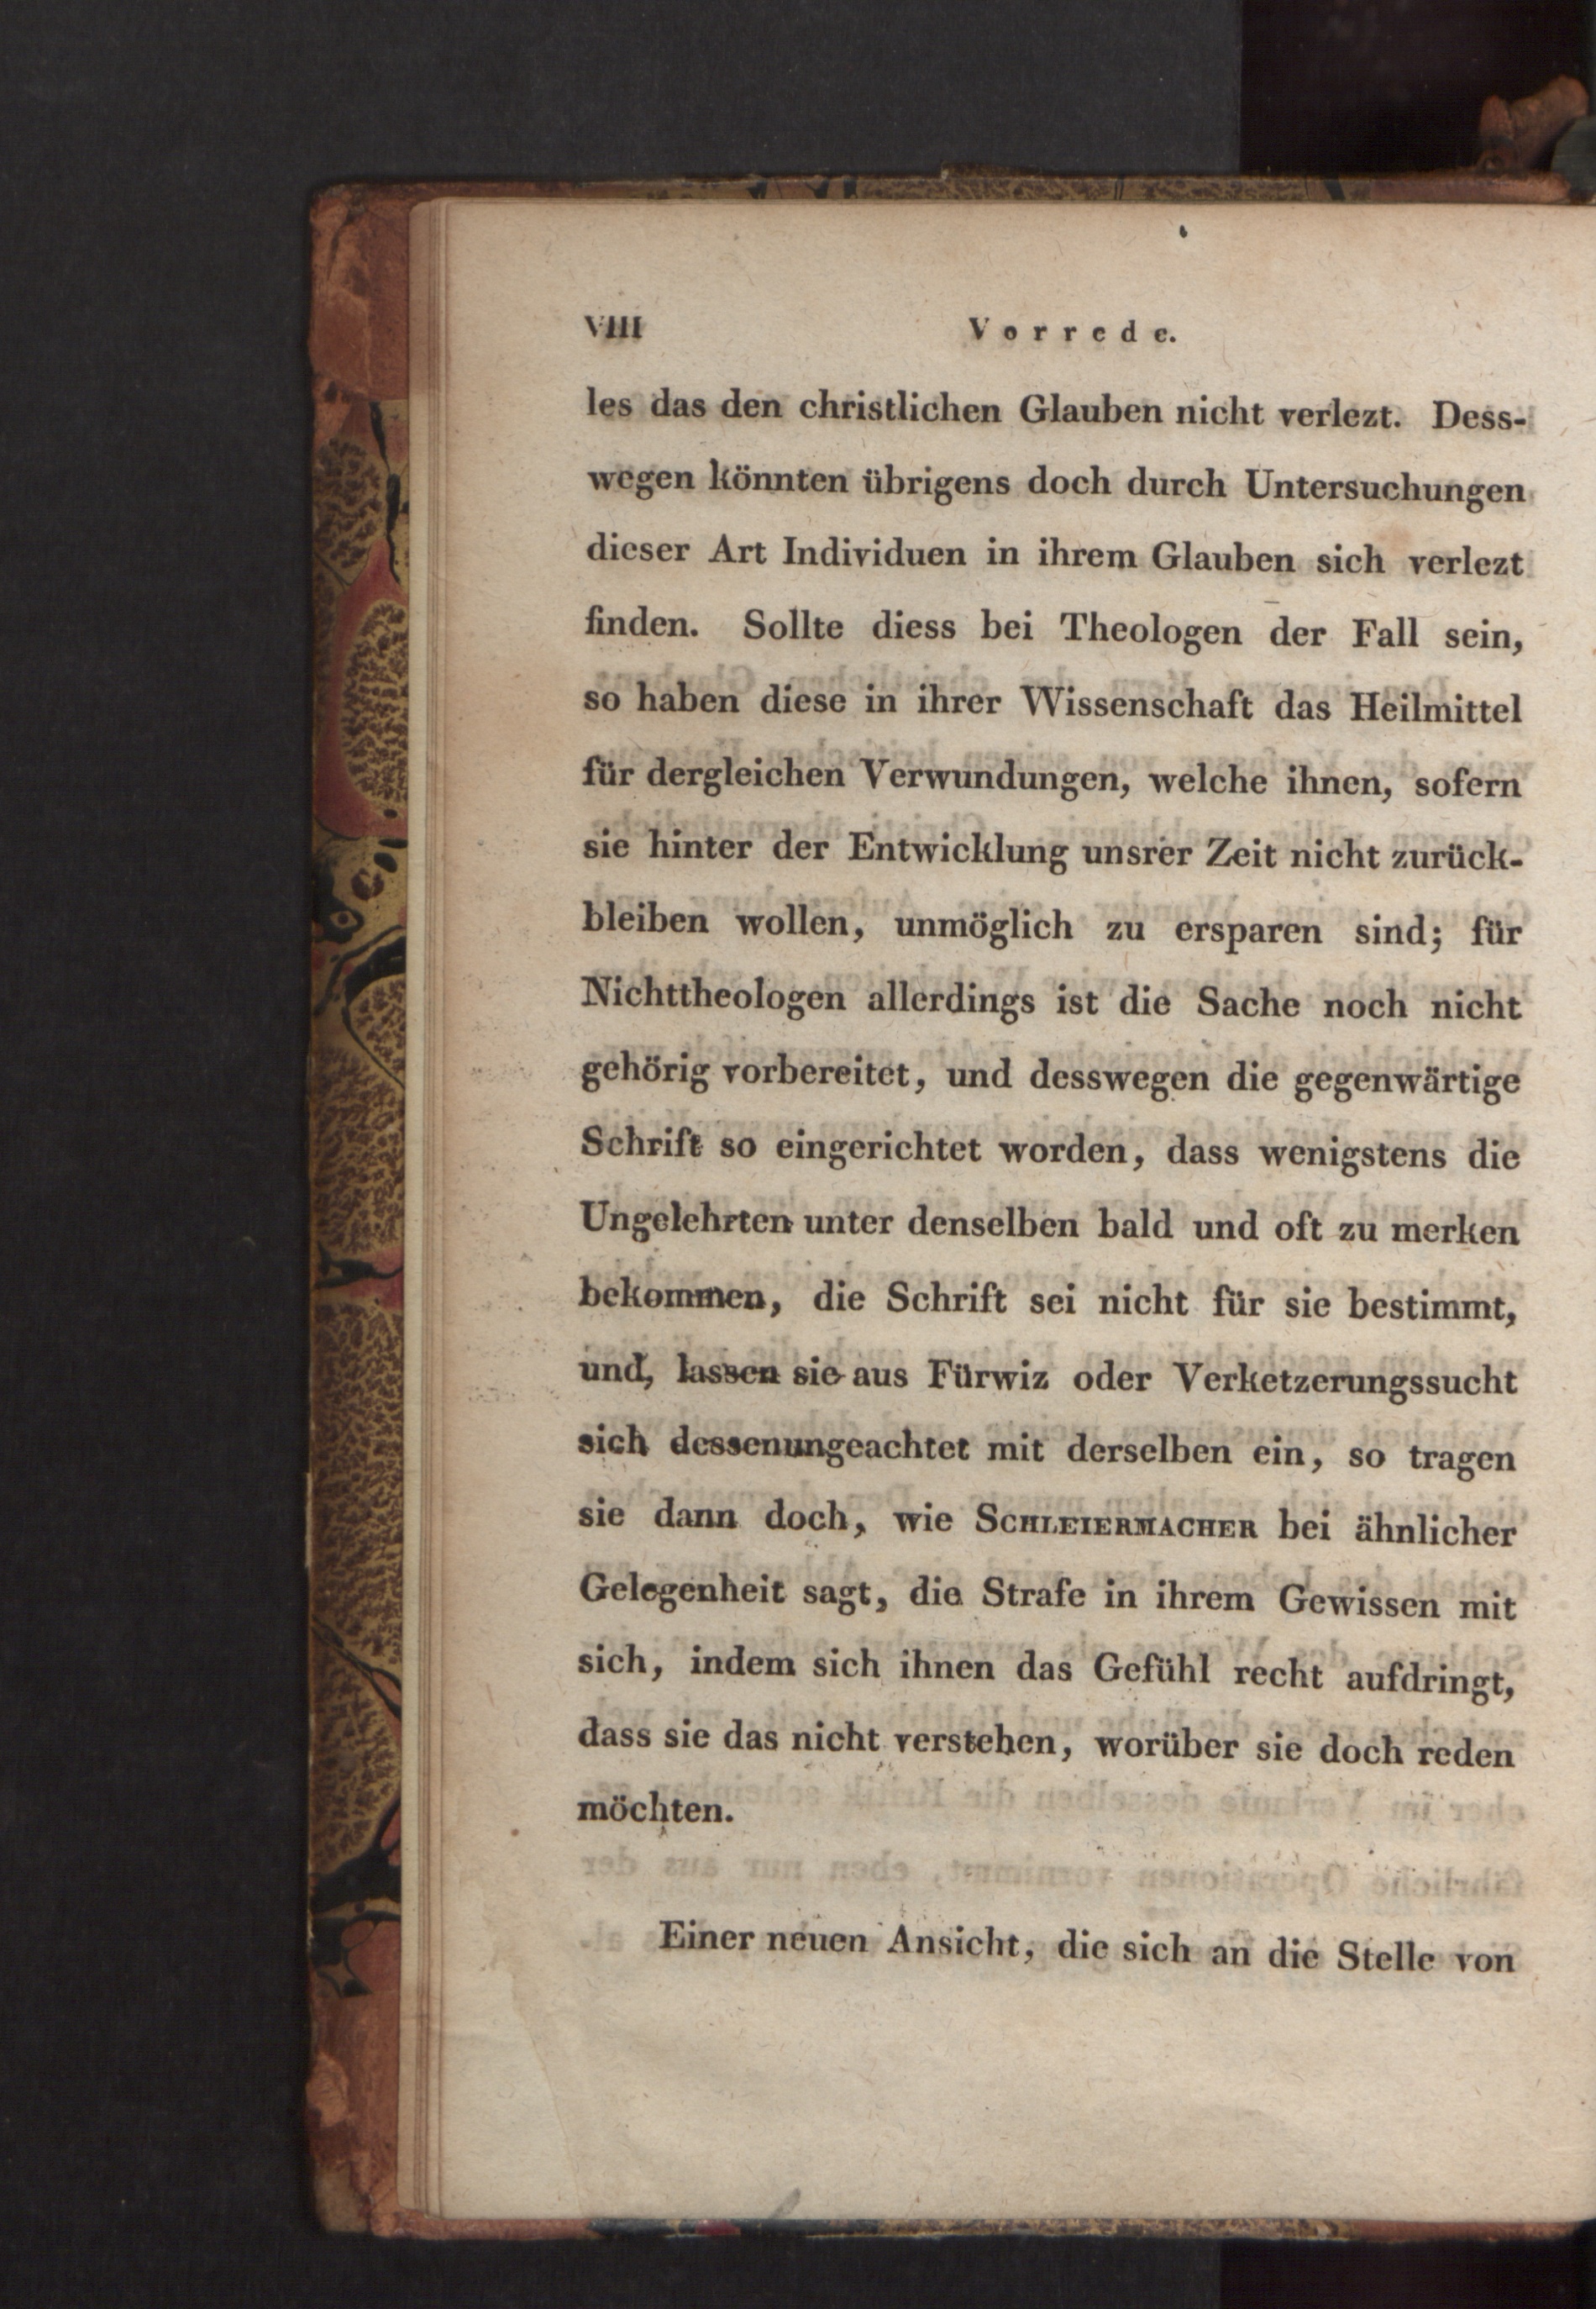 VIII Vorrede.
les das den christlichen Glauben nicht verlezt. Dess-
wegen könnten übrigens doch durch Untersuchungen
dieser Art Individuen in ihrem Glauben sich verlezt
finden. Sollte diess bei Theologen der Fall sein,
so haben diese in ihrer Wissenschaft das Heilmittel
für dergleichen Verwundungen, welche ihnen, sofern
sie hinter der Entwicklung unsrer Zeit nicht zurück-
bleiben wollen, unmöglich zu ersparen sind; für
Nichttheologen allerdings ist die Sache noch nicht
gehörig vorbereitet, und desswegen die gegenwärtige
Schrift so eingerichtet worden, dass wenigstens die
Ungelehrten unter denselben bald und oft zu merken
bekommen, die Schrift sei nicht für sie bestimmt,
und, lassen sie aus Fürwiz oder Verketzerungssucht
sich dessenungeachtet mit derselben ein, so tragen
sie dann doch, wie SCHLEIERMACHER bei ähnlicher
Gelegenheit sagt, die Strafe in ihrem Gewissen mit
sich, indem sich ihnen das Gefühl recht aufdringt,
dass sie das nicht verstehen, worüber sie doch reden
möchten.
Einer neuen Ansicht, die sich an die Stelle von